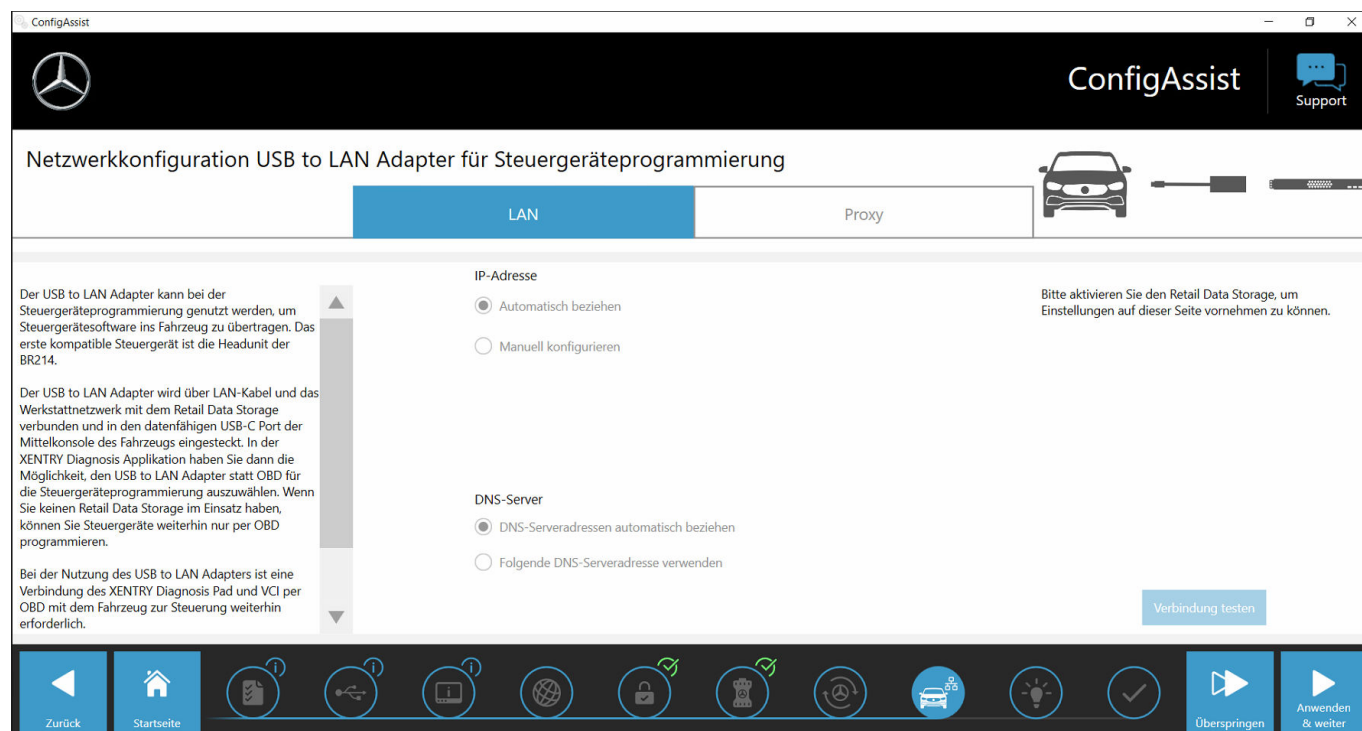 ConfigAssist
ConfigAssist
Support
Netzwerkkonfiguration USB to LAN Adapter für Steuergeräteprogrammierung
LAN
Proxy
Der USB to LAN Adapter kann bei der
Steuergeräteprogrammierung genutzt werden, um
Steuergerätesoftware ins Fahrzeug zu übertragen. Das
erste kompatible Steuergerät ist die Headunit der
BR214.
Der USB to LAN Adapter wird über LAN-Kabel und das
Werkstattnetzwerk mit dem Retail Data Storage
verbunden und in den datenfähigen USB-C Port der
Mittelkonsole des Fahrzeugs eingesteckt. In der
XENTRY Diagnosis Applikation haben Sie dann die
Möglichkeit, den USB to LAN Adapter statt OBD für
die Steuergeräteprogrammierung auszuwählen. Wenn
Sie keinen Retail Data Storage im Einsatz haben,
können Sie Steuergeräte weiterhin nur per OBD
programmieren.
Bei der Nutzung des USB to LAN Adapters ist eine
Verbindung des XENTRY Diagnosis Pad und VCI per
OBD mit dem Fahrzeug zur Steuerung weiterhin
erforderlich.
IP-Adresse
Automatisch beziehen
Manuell konfigurieren
DNS-Server
DNS-Serveradressen automatisch beziehen
Folgende DNS-Serveradresse verwenden
Bitte aktivieren Sie den Retail Data Storage, um
Einstellungen auf dieser Seite vornehmen zu können.
Verbindung testen
Zurück
Startseite
Überspringen
Anwenden
& weiter